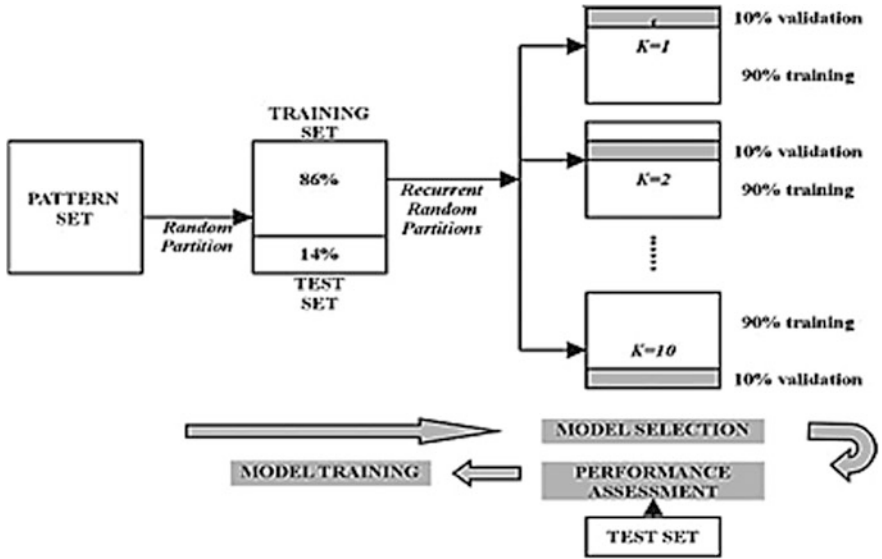 PATTERN
SET
Random
Partition
TRAINING
SET
86%
14%
TEST
SET
Recurrent
Random
Partitions
K=1
10% validation
90% training
K=2
10% validation
90% training
K=10
90% training
10% validation
MODEL SELECTION
MODEL TRAINING
PERFORMANCE
ASSESSMENT
TEST SET